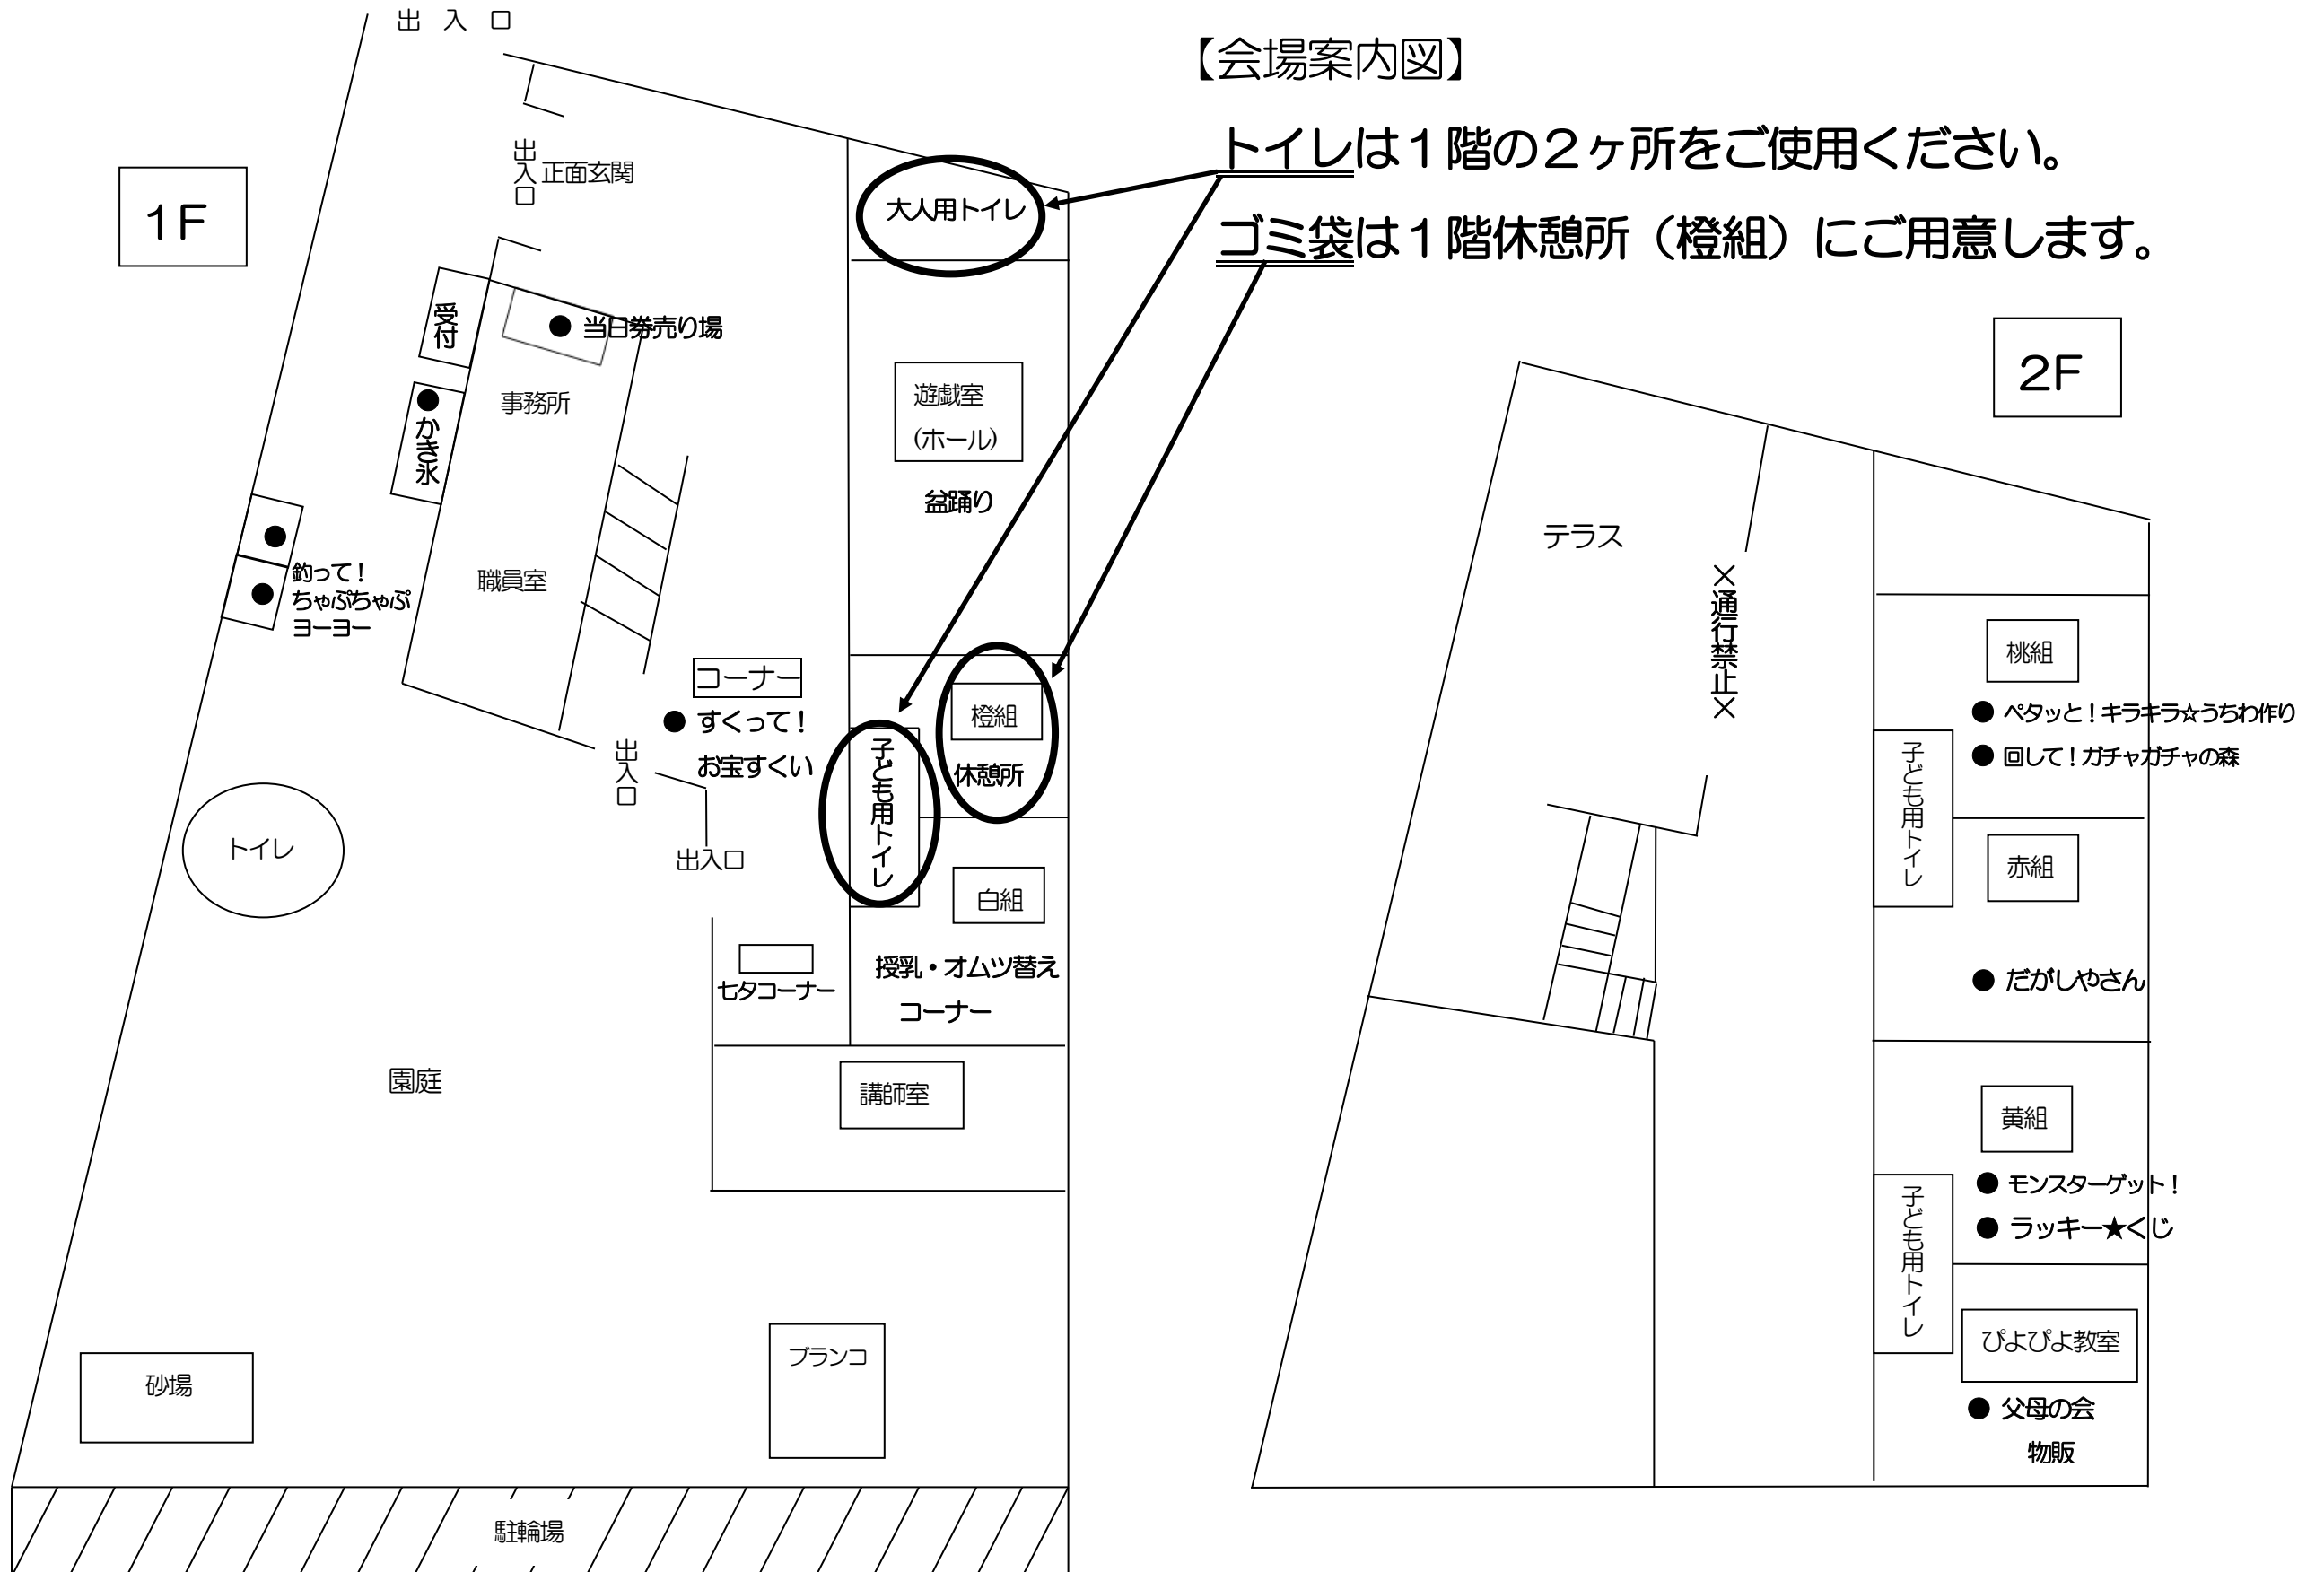 【会場案内図】
トイレは１階の２ヶ所をご使用ください。
ゴミ袋は１階休憩所（橙組）にご用意します。
1F
出 入 口
出入口
正面玄関
大人用トイレ
受付
● 当日券売り場
●かき氷
事務所
遊戯室
(ホール)
盆踊り
●
●
釣って！
ちゃぷちゃぷ
ヨーヨー
職員室
コーナー
● すくって！
お宝すくい
橙組
休憩所
子ども用トイレ
出入口
出入口
トイレ
白組
授乳・オムツ替え
コーナー
七夕コーナー
講師室
園庭
ブランコ
砂場
駐輪場
2F
テラス
×通行禁止×
桃組
● ペタッと！キラキラ☆うちわ作り
● 回して！ガチャガチャの森
子ども用トイレ
赤組
● だがしやさん
黄組
● モンスターゲット！
● ラッキー★くじ
子ども用トイレ
ぴよぴよ教室
● 父母の会
物販